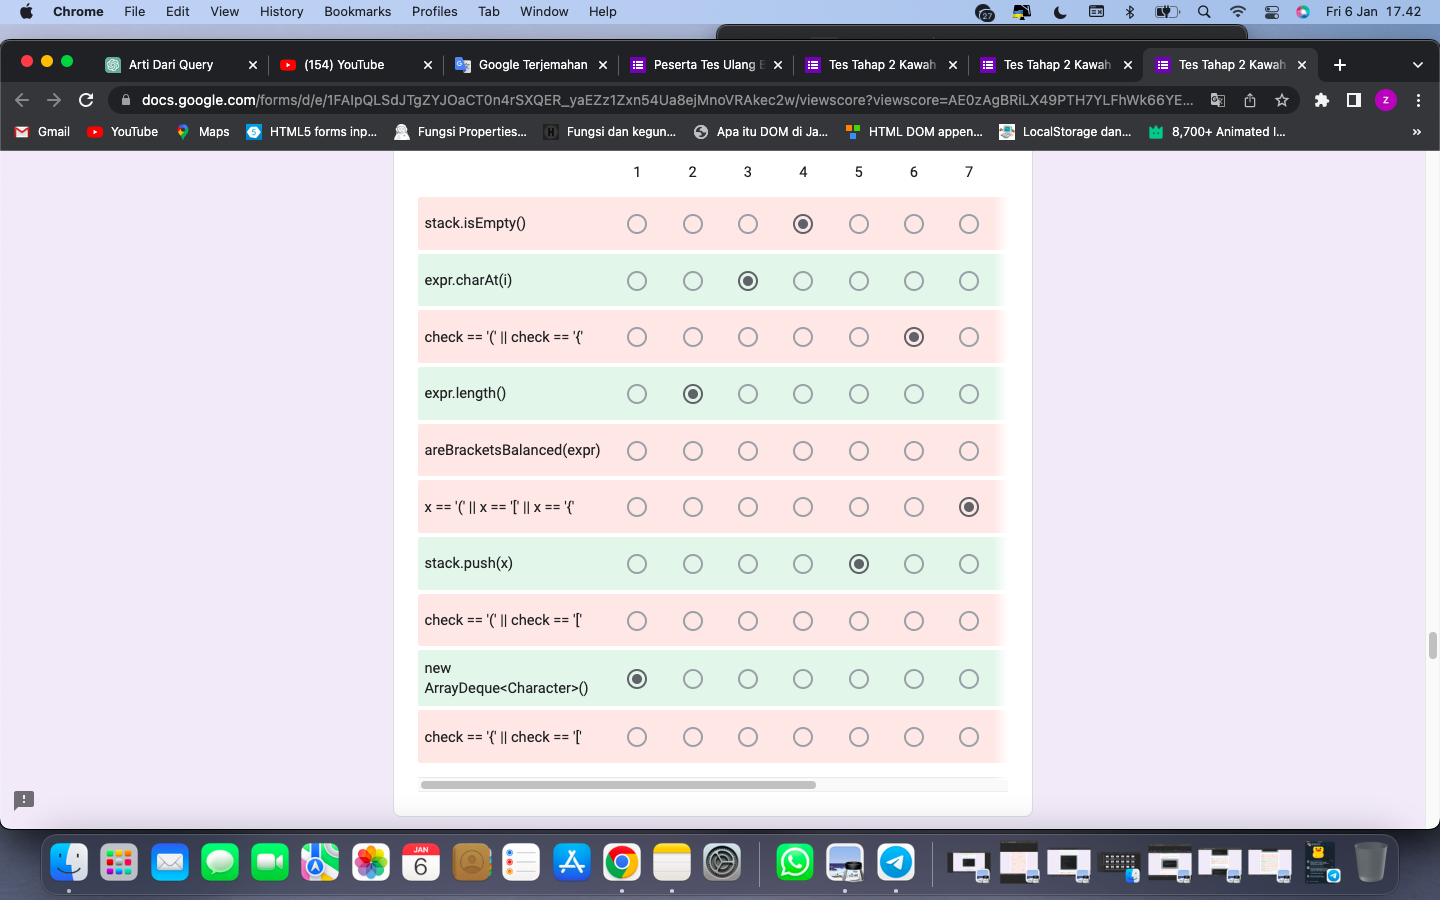 Chrome File Edit View History Bookmarks Profiles Tab Window Help 27 Fri 6 Jan 17.42
Arti Dari Query (154) YouTube Google Terjemahan Peserta Tes Ulang Tes Tahap 2 Kawah Tes Tahap 2 Kawah Tes Tahap 2 Kawah
docs.google.com/forms/d/e/1FAIpQLSdJTgZYJOaCT0n4rSXQER_yaEZz1Zxn54Ua8ejMnoVRAkec2w/viewscore?viewscore=AE0zAgBRiLX49PTH7YLFhWk66YE... Z
Gmail YouTube Maps HTML5 forms inp... Fungsi Properties... Fungsi dan kegun... Apa itu DOM di Ja... HTML DOM appen... LocalStorage dan... 8,700+ Animated I... »
1 2 3 4 5 6 7
stack.isEmpty()
expr.charAt(i)
check == '(' || check == '{'
expr.length()
areBracketsBalanced(expr)
x == '(' || x == '[' || x == '{'
stack.push(x)
check == '(' || check == '['
new
ArrayDeque<Character>()
check == '{' || check == '['
JAN
6